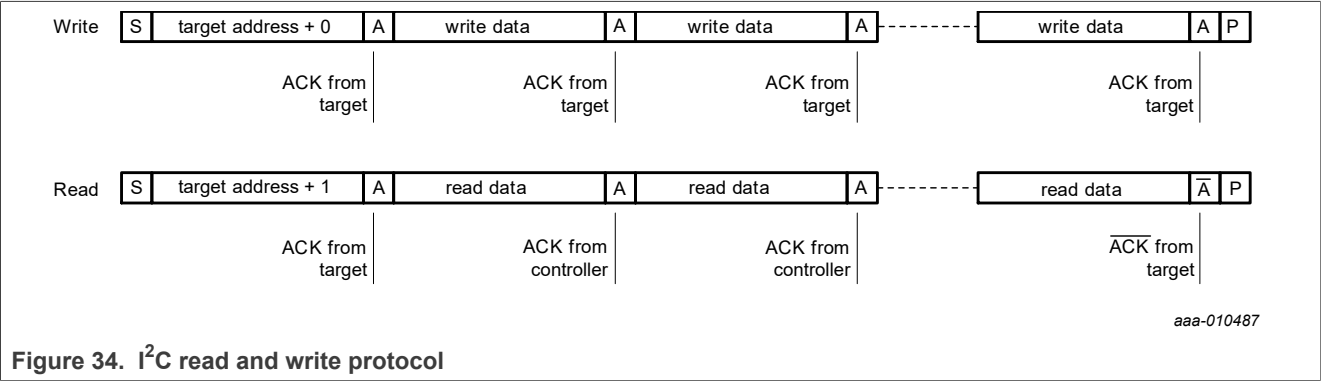 Write S target address + 0 A write data A write data A write data A P
ACK from target ACK from target ACK from target ACK from target
Read S target address + 1 A read data A read data A read data A̅ P
ACK from target ACK from controller ACK from controller A̅C̅K̅ from target
aaa-010487
Figure 34. I²C read and write protocol